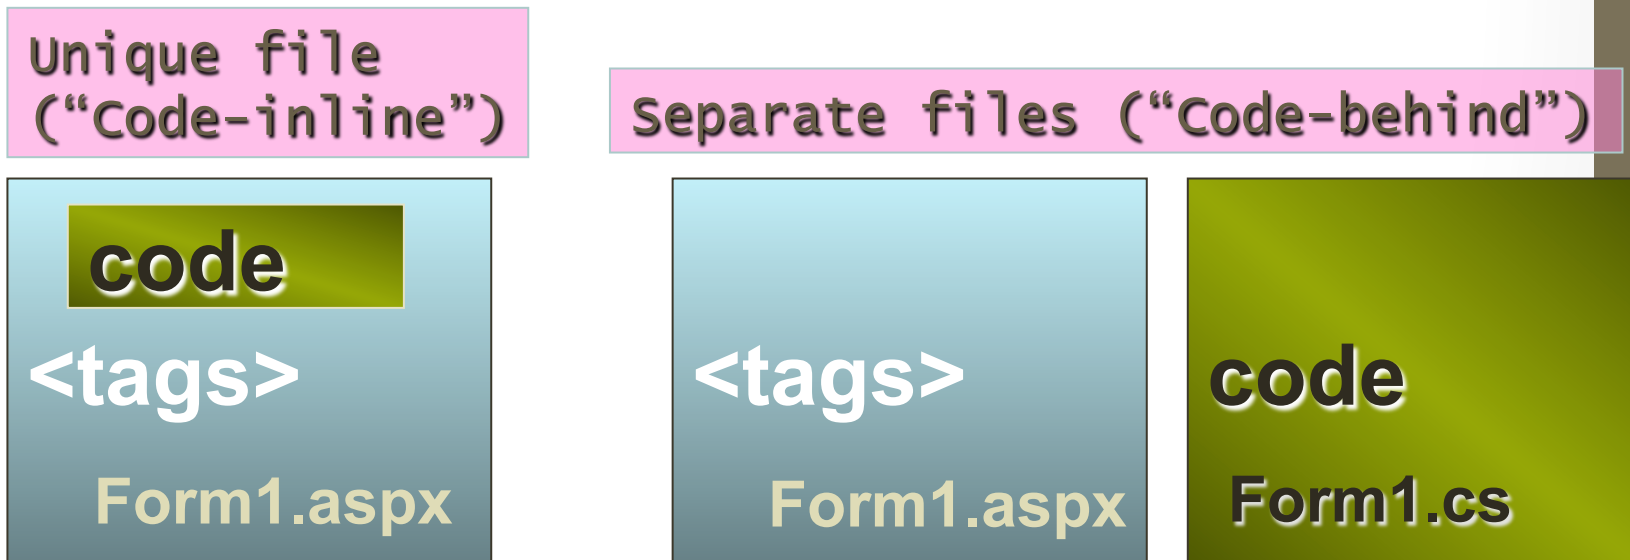 Unique file
(“Code-inline”)
Separate files (“Code-behind”)
code
<tags>
Form1.aspx
<tags>
Form1.aspx
code
Form1.cs